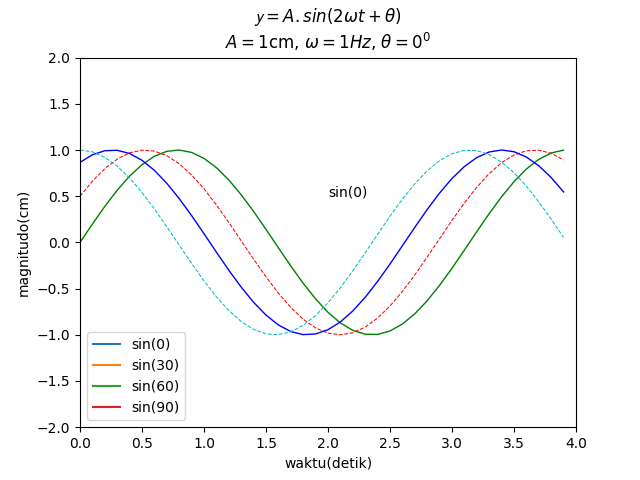 y = A.sin(2ωt + θ)
A = 1cm, ω = 1Hz, θ = 0⁰
2.0
1.5
1.0
0.5
0.0
−0.5
−1.0
−1.5
−2.0
magnitudo(cm)
sin(0)
sin(0)
sin(30)
sin(60)
sin(90)
0.0 0.5 1.0 1.5 2.0 2.5 3.0 3.5 4.0
waktu(detik)